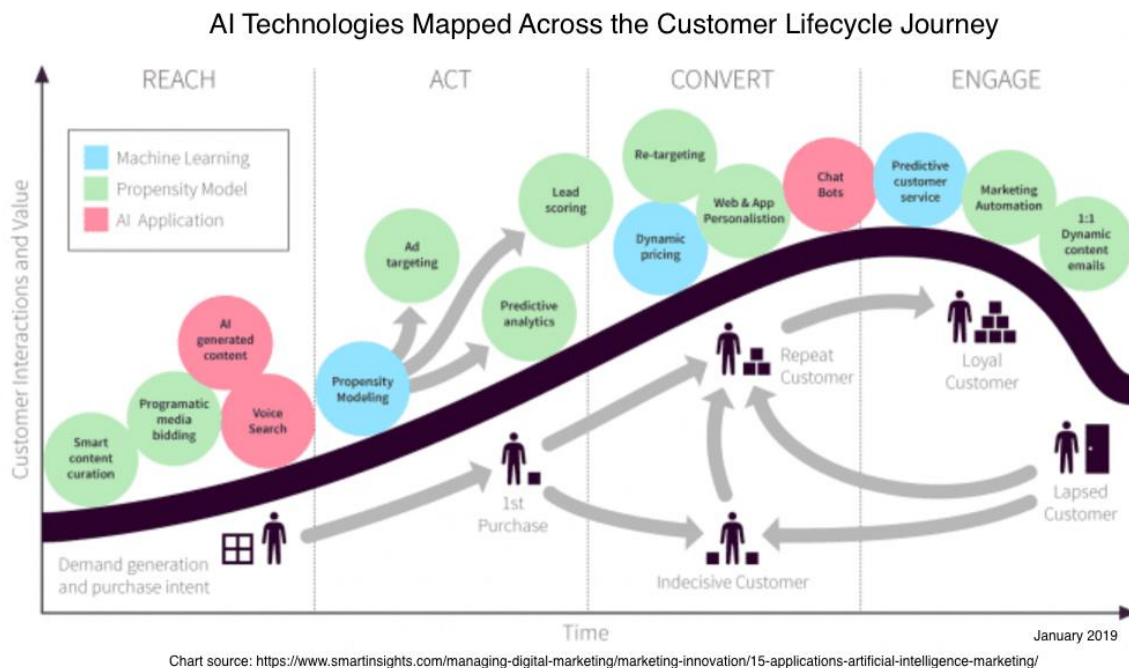 AI Technologies Mapped Across the Customer Lifecycle Journey
REACH
ACT
CONVERT
ENGAGE
Machine Learning
Propensity Model
AI Application
Customer Interactions and Value
Smart
content
curation
Programatic
media
bidding
AI
generated
content
Voice
Search
Propensity
Modeling
Ad
targeting
Lead
scoring
Predictive
analytics
Re-targeting
Dynamic
pricing
Web & App
Personalistion
Chat
Bots
Predictive
customer
service
Marketing
Automation
1:1
Dynamic
content
emails
Demand generation
and purchase intent
1st
Purchase
Repeat
Customer
Indecisive Customer
Loyal
Customer
Lapsed
Customer
Time
January 2019
Chart source: https://www.smartinsights.com/managing-digital-marketing/marketing-innovation/15-applications-artificial-intelligence-marketing/